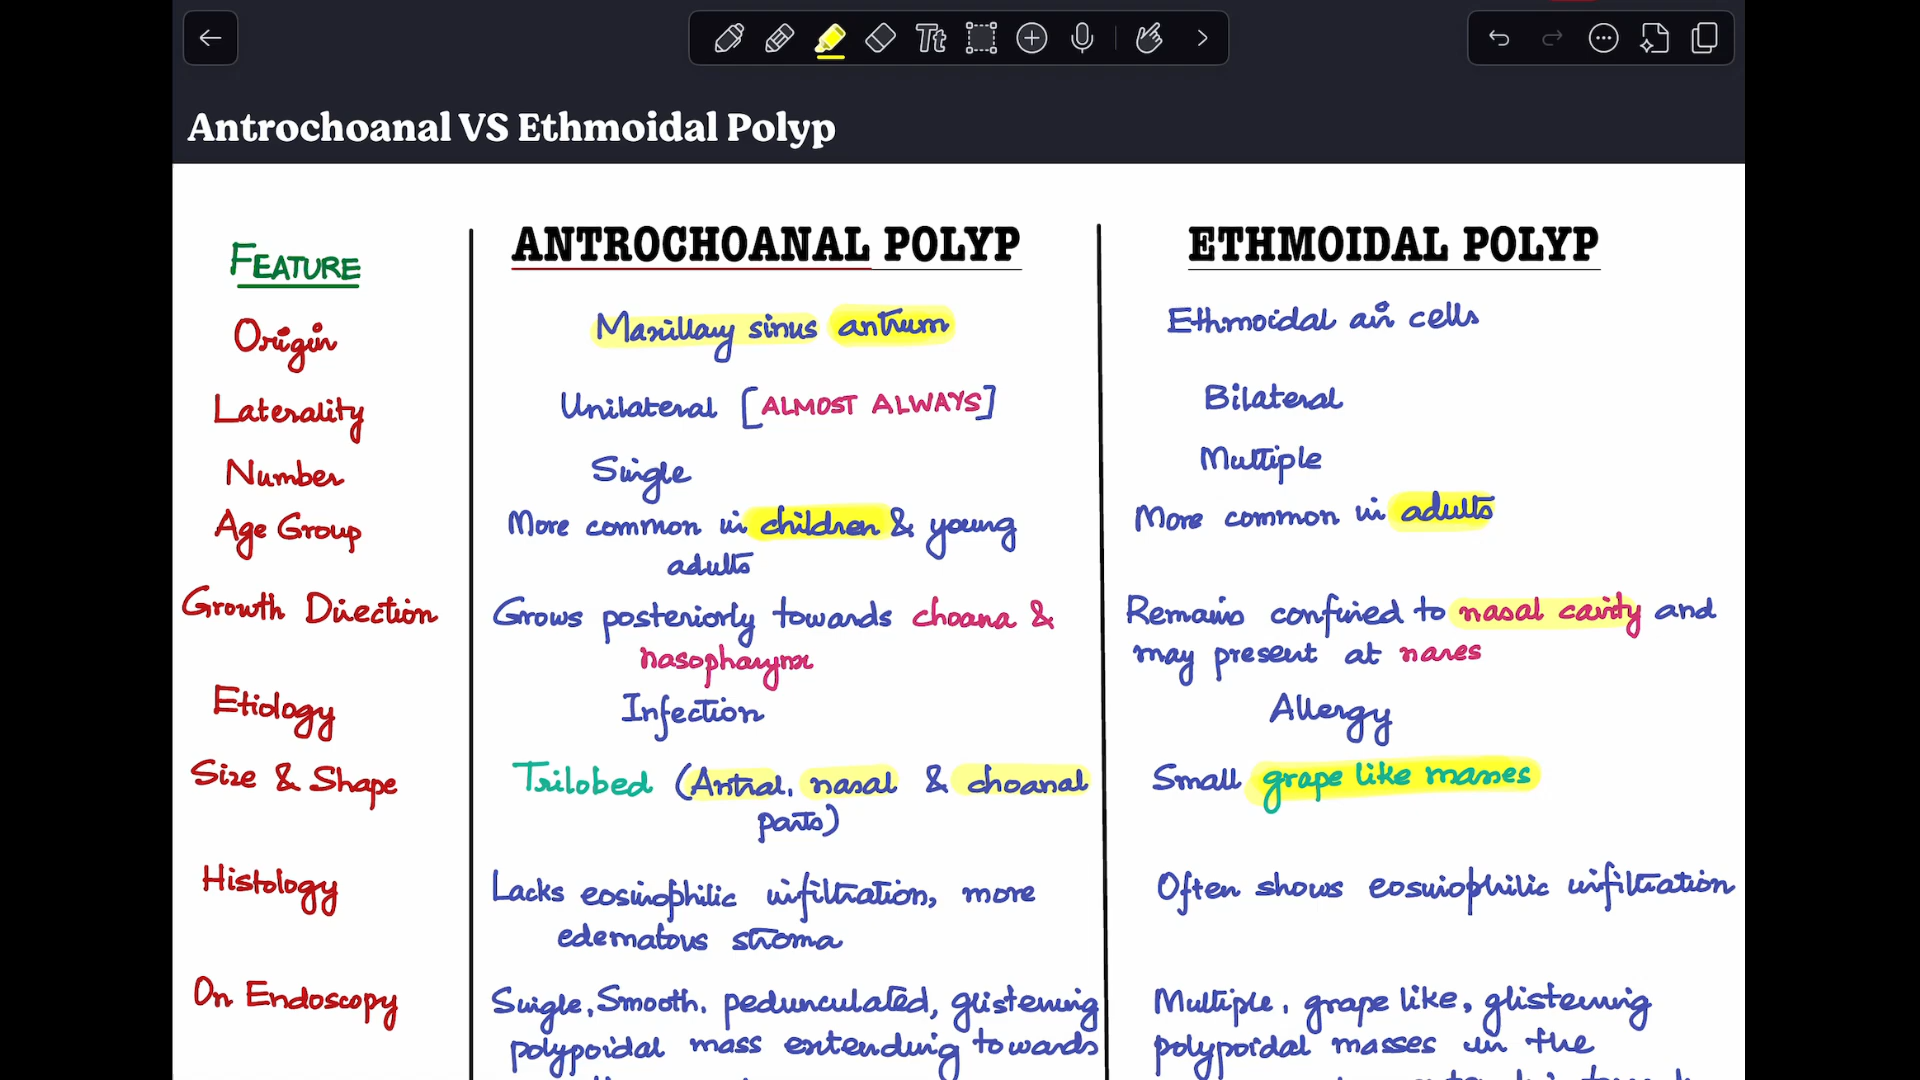 Antrochoanal VS Ethmoidal Polyp
FEATURE
ANTROCHOANAL POLYP
ETHMOIDAL POLYP
Origin
Maxillary sinus antrum
Ethmoidal air cells
Laterality
Unilateral [ALMOST ALWAYS]
Bilateral
Number
Single
Multiple
Age Group
More common in children & young
adults
More common in adults
Growth Direction
Grows posteriorly towards choana &
nasopharynx
Remains confined to nasal cavity and
may present at nares
Etiology
Infection
Allergy
Size & Shape
Trilobed (Antral, nasal & choanal
parts)
Small grape like masses
Histology
Lacks eosinophilic infiltration, more
edematous stroma
Often shows eosinophilic infiltration
On Endoscopy
Single, Smooth, pedunculated, glistening
polypoidal mass extending towards
Multiple, grape like, glistening
polypoidal masses in the